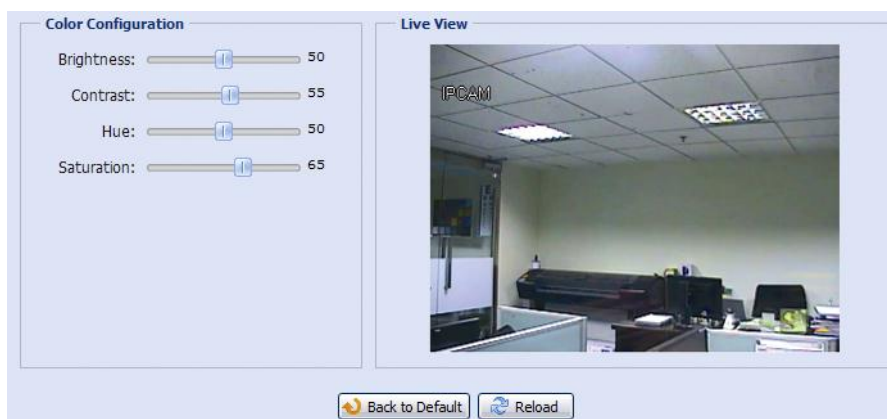 Color Configuration
Brightness: 50
Contrast: 55
Hue: 50
Saturation: 65
Live View
IPCAM
Back to Default
Reload